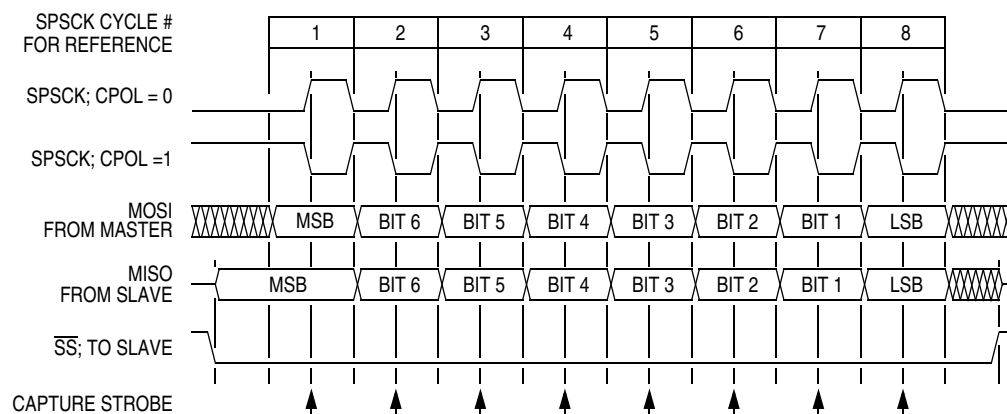 SPSCK CYCLE #
FOR REFERENCE
1 2 3 4 5 6 7 8
SPSCK; CPOL = 0
SPSCK; CPOL =1
MOSI
FROM MASTER
MSB BIT 6 BIT 5 BIT 4 BIT 3 BIT 2 BIT 1 LSB
MISO
FROM SLAVE
MSB BIT 6 BIT 5 BIT 4 BIT 3 BIT 2 BIT 1 LSB
SS; TO SLAVE
CAPTURE STROBE